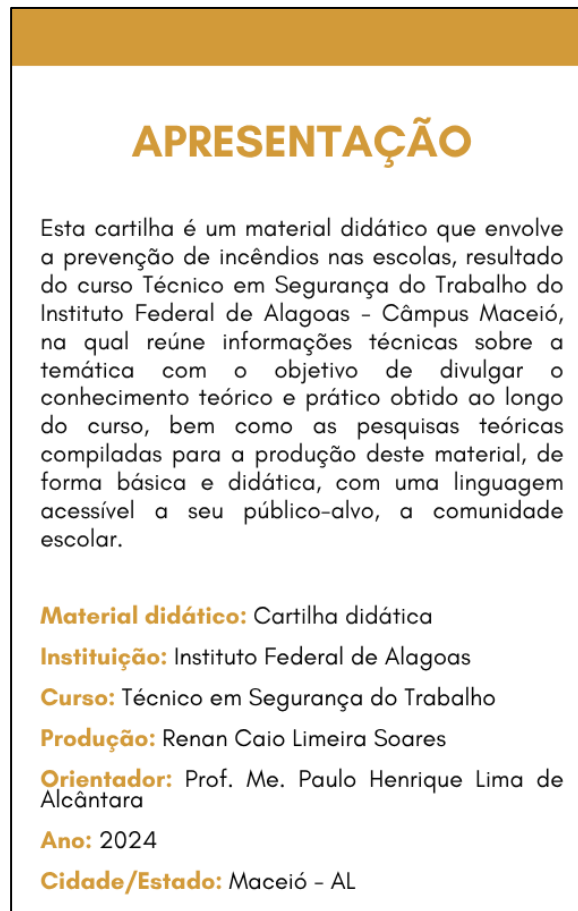 APRESENTAÇÃO
Esta cartilha é um material didático que envolve
a prevenção de incêndios nas escolas, resultado
do curso Técnico em Segurança do Trabalho do
Instituto Federal de Alagoas - Câmpus Maceió,
na qual reúne informações técnicas sobre a
temática com o objetivo de divulgar o
conhecimento teórico e prático obtido ao longo
do curso, bem como as pesquisas teóricas
compiladas para a produção deste material, de
forma básica e didática, com uma linguagem
acessível a seu público-alvo, a comunidade
escolar.
Material didático: Cartilha didática
Instituição: Instituto Federal de Alagoas
Curso: Técnico em Segurança do Trabalho
Produção: Renan Caio Limeira Soares
Orientador: Prof. Me. Paulo Henrique Lima de
Alcântara
Ano: 2024
Cidade/Estado: Maceió - AL